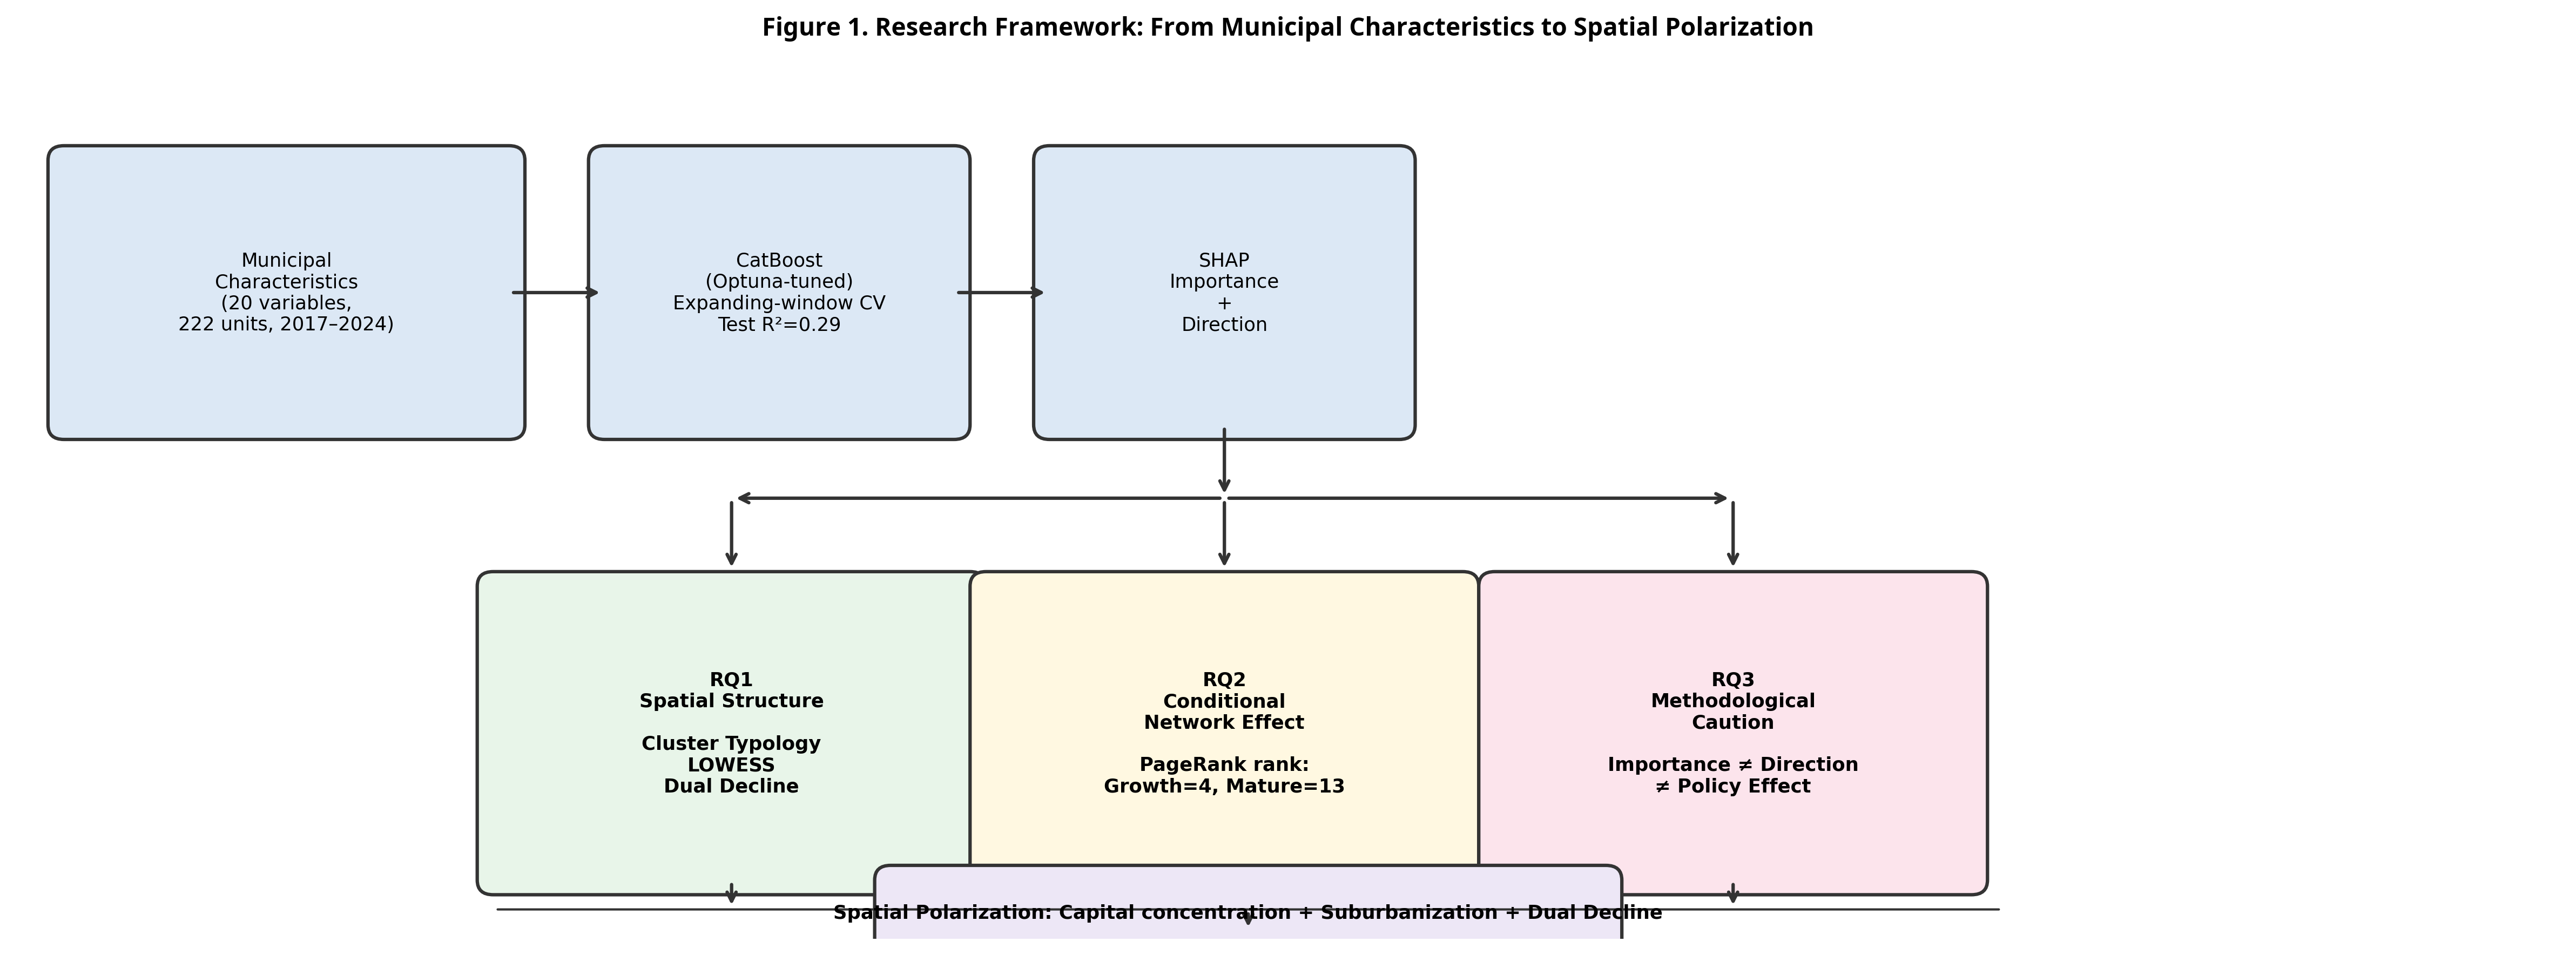 Figure 1. Research Framework: From Municipal Characteristics to Spatial Polarization
Municipal
Characteristics
(20 variables,
222 units, 2017–2024)
CatBoost
(Optuna-tuned)
Expanding-window CV
Test R²=0.29
SHAP
Importance
+
Direction
RQ1
Spatial Structure
Cluster Typology
LOWESS
Dual Decline
RQ2
Conditional
Network Effect
PageRank rank:
Growth=4, Mature=13
RQ3
Methodological
Caution
Importance ≠ Direction
≠ Policy Effect
Spatial Polarization: Capital concentration + Suburbanization + Dual Decline